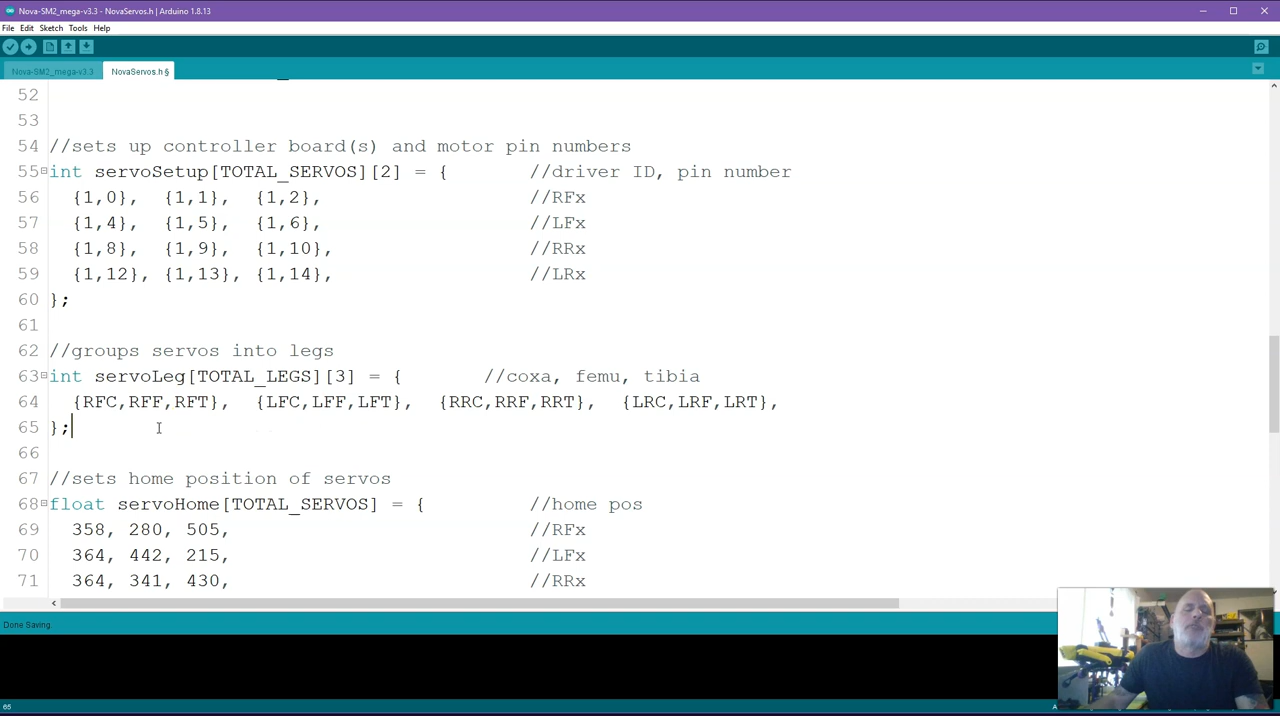 Nova-SM2_mega-v3.3 - NovaServos.h | Arduino 1.8.13
File Edit Sketch Tools Help
Nova-SM2_mega-v3.3 NovaServos.h §
52
53
54 //sets up controller board(s) and motor pin numbers
55 int servoSetup[TOTAL_SERVOS][2] = { //driver ID, pin number
56 {1,0}, {1,1}, {1,2}, //RFx
57 {1,4}, {1,5}, {1,6}, //LFx
58 {1,8}, {1,9}, {1,10}, //RRx
59 {1,12}, {1,13}, {1,14}, //LRx
60 };
61
62 //groups servos into legs
63 int servoLeg[TOTAL_LEGS][3] = { //coxa, femu, tibia
64 {RFC,RFF,RFT}, {LFC,LFF,LFT}, {RRC,RRF,RRT}, {LRC,LRF,LRT},
65 };
66
67 //sets home position of servos
68 float servoHome[TOTAL_SERVOS] = { //home pos
69 358, 280, 505, //RFx
70 364, 442, 215, //LFx
71 364, 341, 430, //RRx
Done Saving.
65